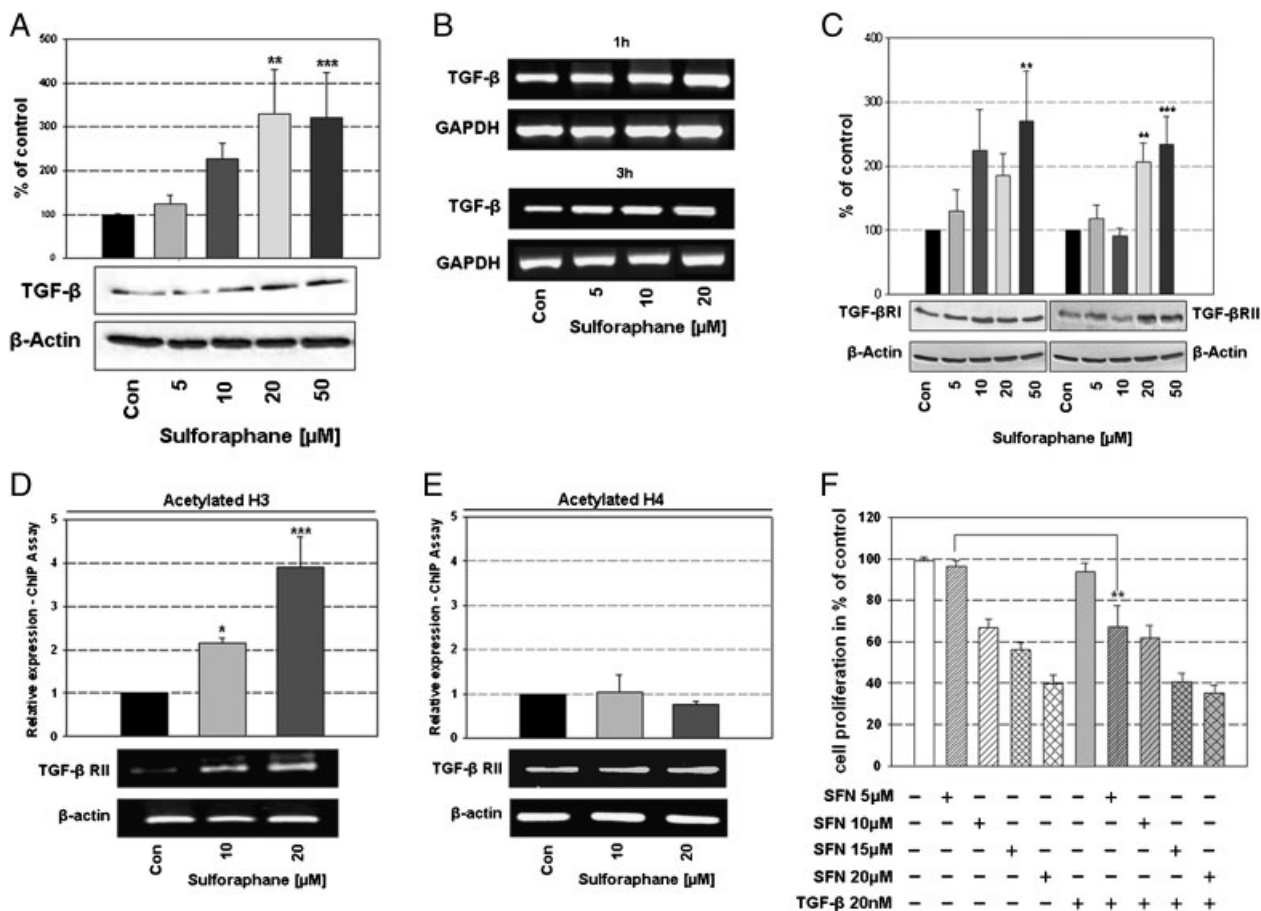 A
500
400
300
200
100
0
% of control
**
***
TGF-β
β-Actin
Con
5
10
20
50
Sulforaphane [µM]
B
1h
TGF-β
GAPDH
3h
TGF-β
GAPDH
Con
5
10
20
Sulforaphane [µM]
C
400
300
200
100
0
% of control
**
**
***
TGF-βRI
TGF-βRII
β-Actin
β-Actin
Con
5
10
20
50
Con
5
10
20
50
Sulforaphane [µM]
D
Acetylated H3
5
4
3
2
1
0
Relative expression - ChIP Assay
*
***
TGF-β RII
β-actin
Con
10
20
Sulforaphane [µM]
E
Acetylated H4
5
4
3
2
1
0
Relative expression - ChIP Assay
TGF-β RII
β-actin
Con
10
20
Sulforaphane [µM]
F
120
100
80
60
40
20
0
cell proliferation in % of control
**
SFN 5µM – + – – – – + – – –
SFN 10µM – – + – – – – + – –
SFN 15µM – – – + – – – – + –
SFN 20µM – – – – + – – – – +
TGF-β 20nM – – – – – + + + + +